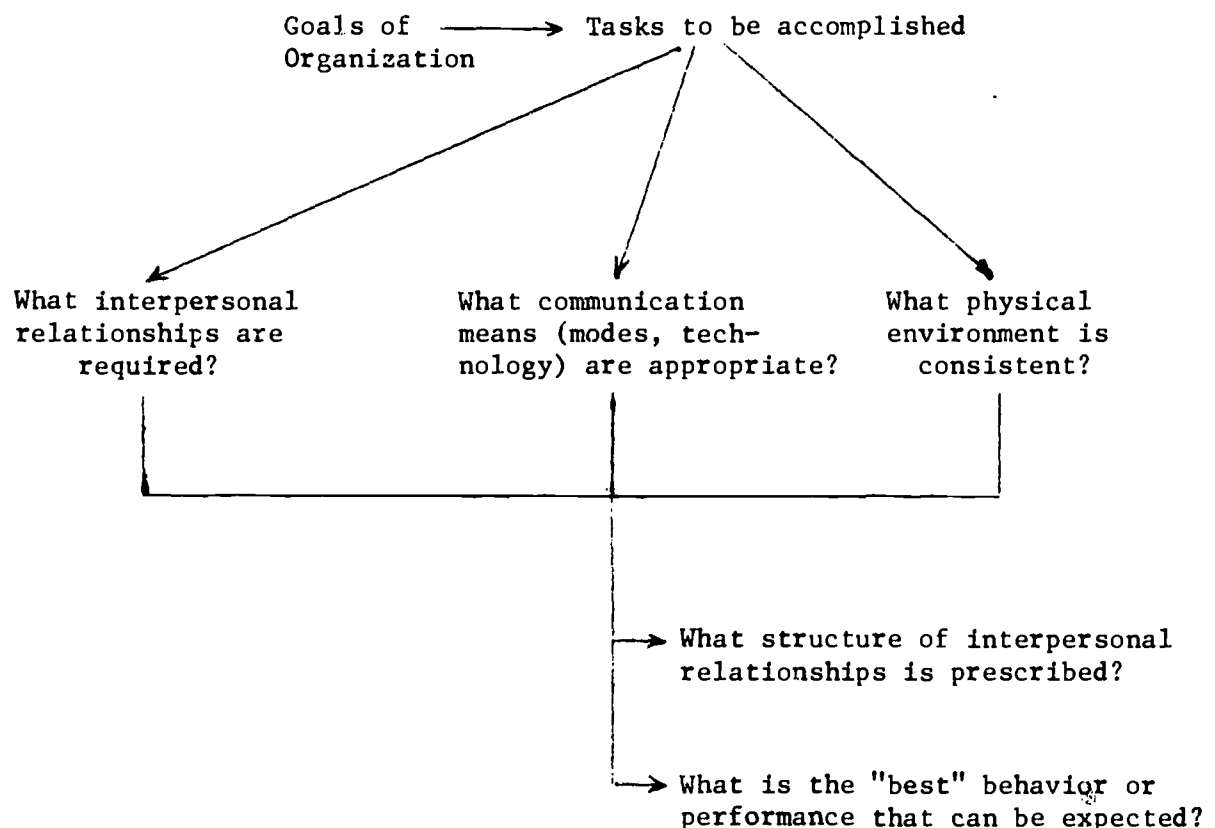 Goals of
Organization
Tasks to be accomplished
What interpersonal
relationships are
required?
What communication
means (modes, tech-
nology) are appropriate?
What physical
environment is
consistent?
What structure of interpersonal
relationships is prescribed?
What is the "best" behavior or
performance that can be expected?